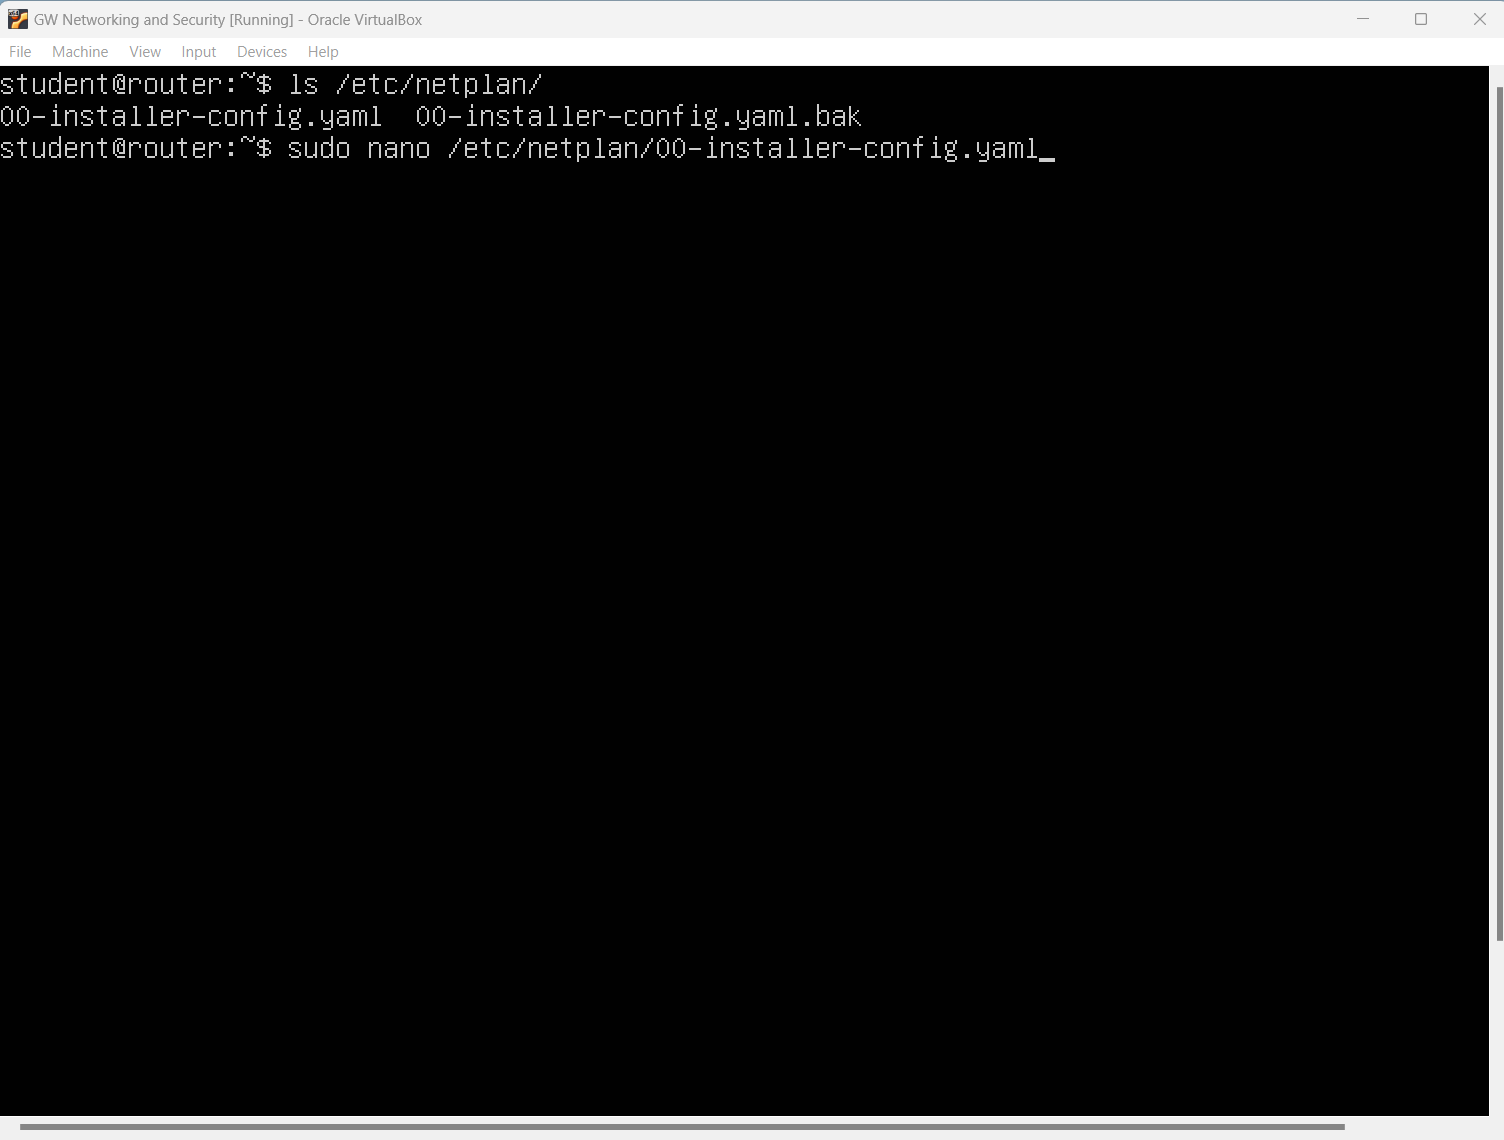 GW Networking and Security [Running] - Oracle VirtualBox
File Machine View Input Devices Help
student@router:~$ ls /etc/netplan/
00-installer-config.yaml  00-installer-config.yaml.bak
student@router:~$ sudo nano /etc/netplan/00-installer-config.yaml_